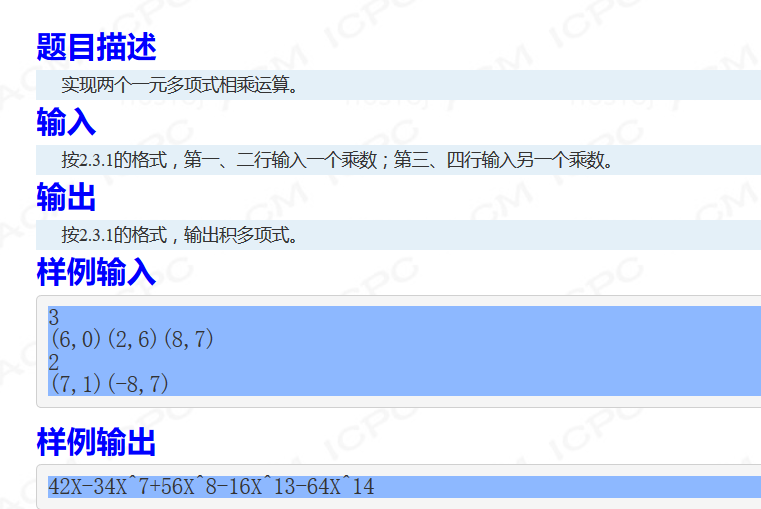 题目描述
实现两个一元多项式相乘运算。
输入
按2.3.1的格式，第一、二行输入一个乘数；第三、四行输入另一个乘数。
输出
按2.3.1的格式，输出积多项式。
样例输入
3
(6,0)(2,6)(8,7)
2
(7,1)(-8,7)
样例输出
42X-34X^7+56X^8-16X^13-64X^14